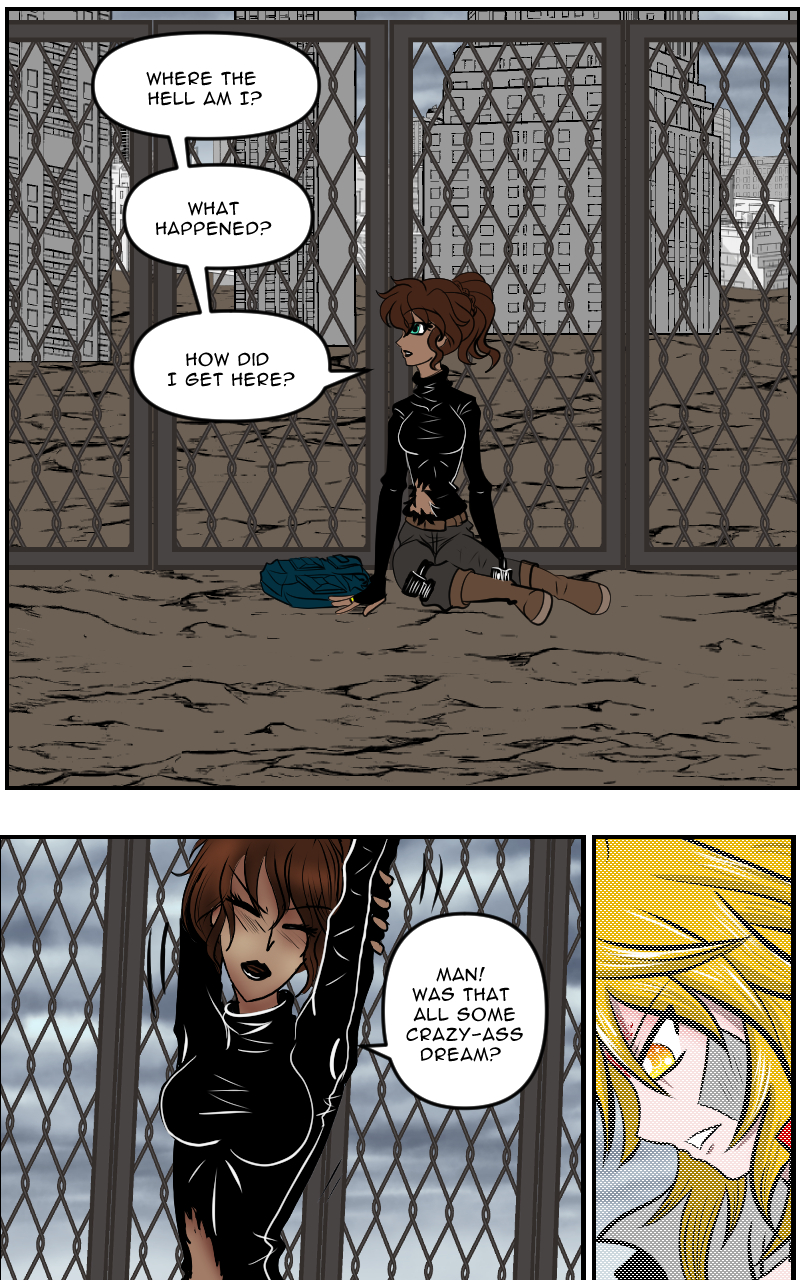 WHERE THE
HELL AM I?
WHAT
HAPPENED?
HOW DID
I GET HERE?
MAN!
WAS THAT
ALL SOME
CRAZY-ASS
DREAM?